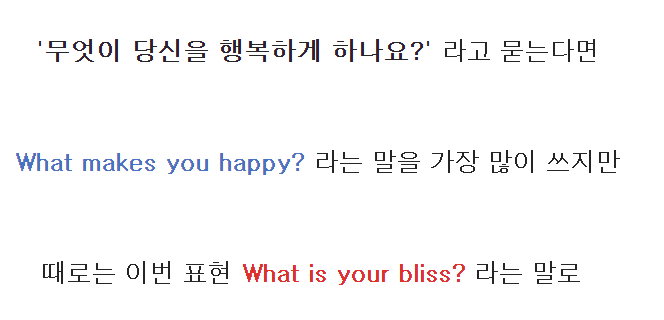 '무엇이 당신을 행복하게 하나요?' 라고 묻는다면
What makes you happy? 라는 말을 가장 많이 쓰지만
때로는 이번 표현 What is your bliss? 라는 말로